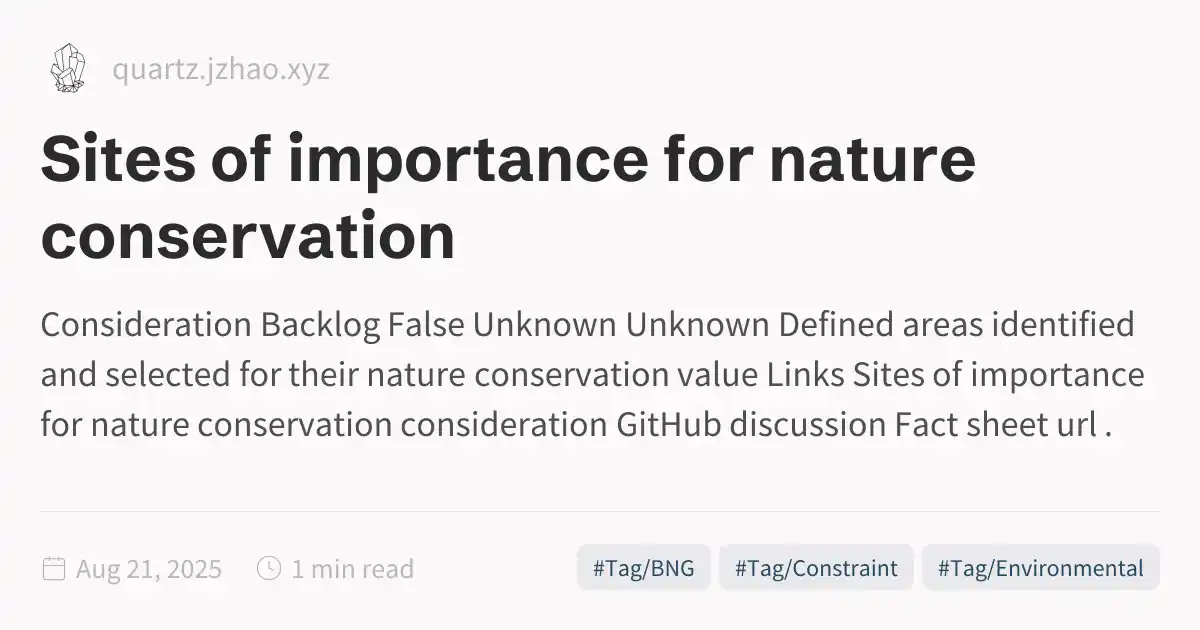 quartz.jzhao.xyz
Sites of importance for nature
conservation
Consideration Backlog False Unknown Unknown Defined areas identified
and selected for their nature conservation value Links Sites of importance
for nature conservation consideration GitHub discussion Fact sheet url .
Aug 21, 2025 1 min read #Tag/BNG #Tag/Constraint #Tag/Environmental